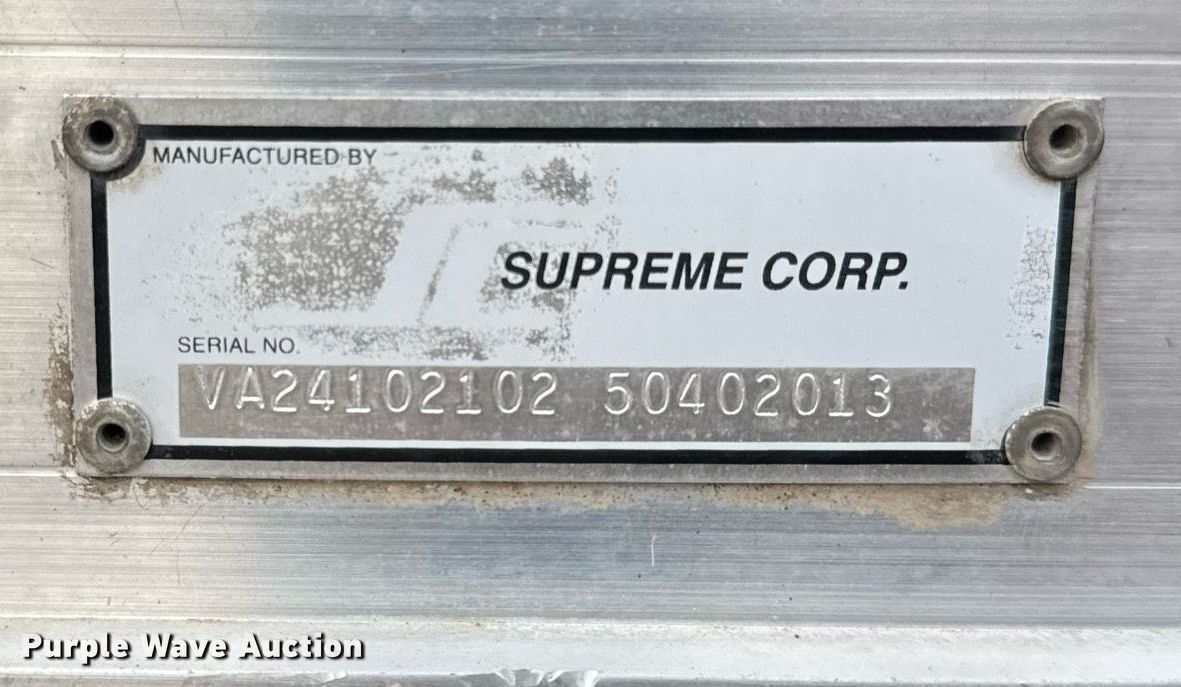 MANUFACTURED BY
SUPREME CORP.
SERIAL NO.
VA24102102 50402013
Purple Wave Auction